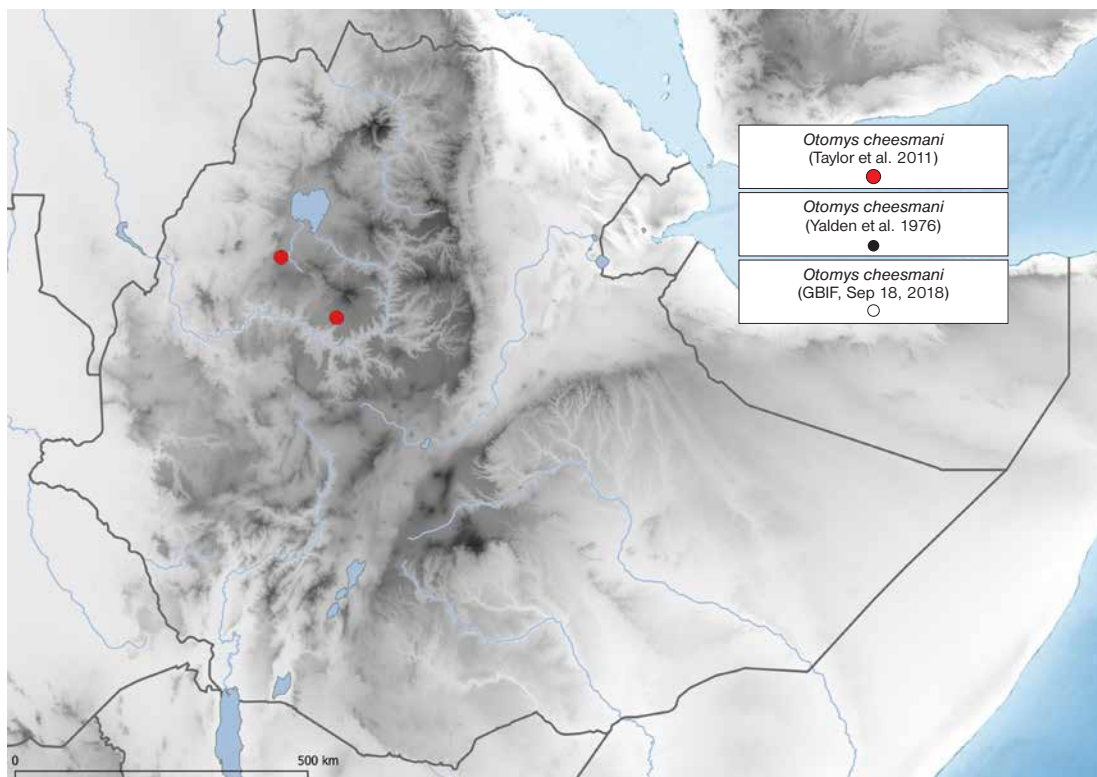 Otomys cheesmani
(Taylor et al. 2011)
Otomys cheesmani
(Yalden et al. 1976)
Otomys cheesmani
(GBIF, Sep 18, 2018)
0 500 km